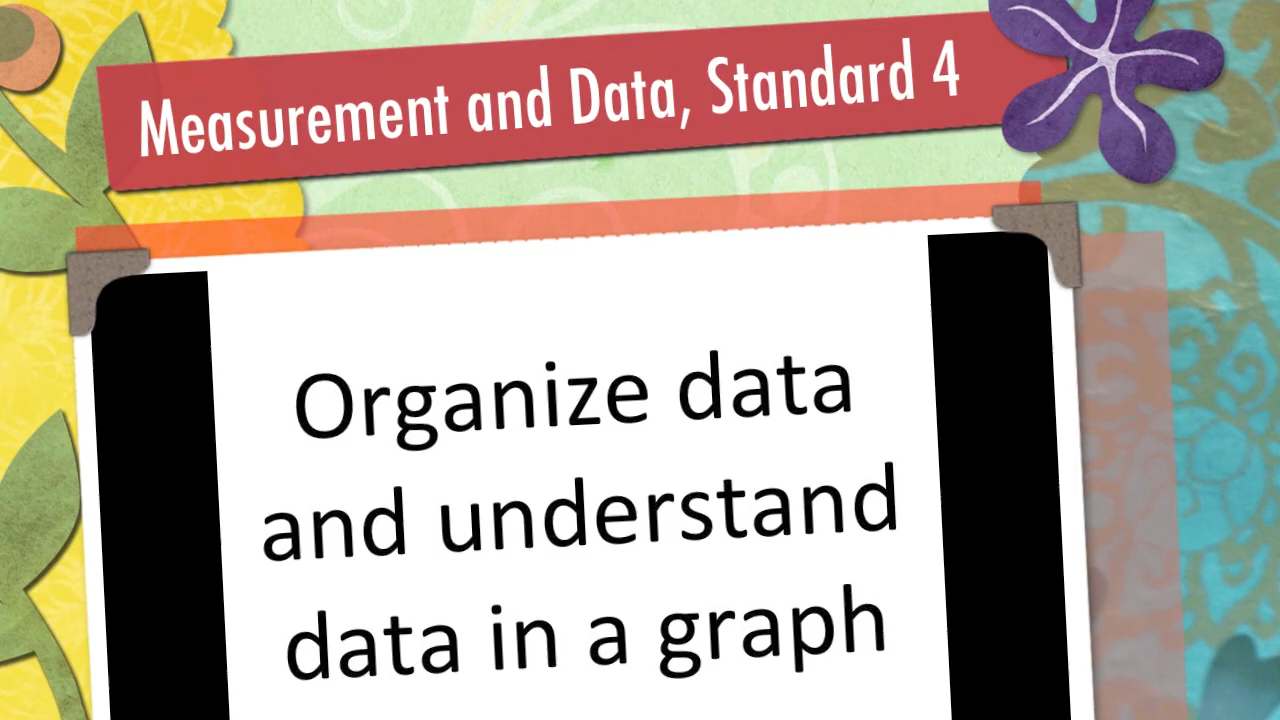 Measurement and Data, Standard 4
Organize data
and understand
data in a graph